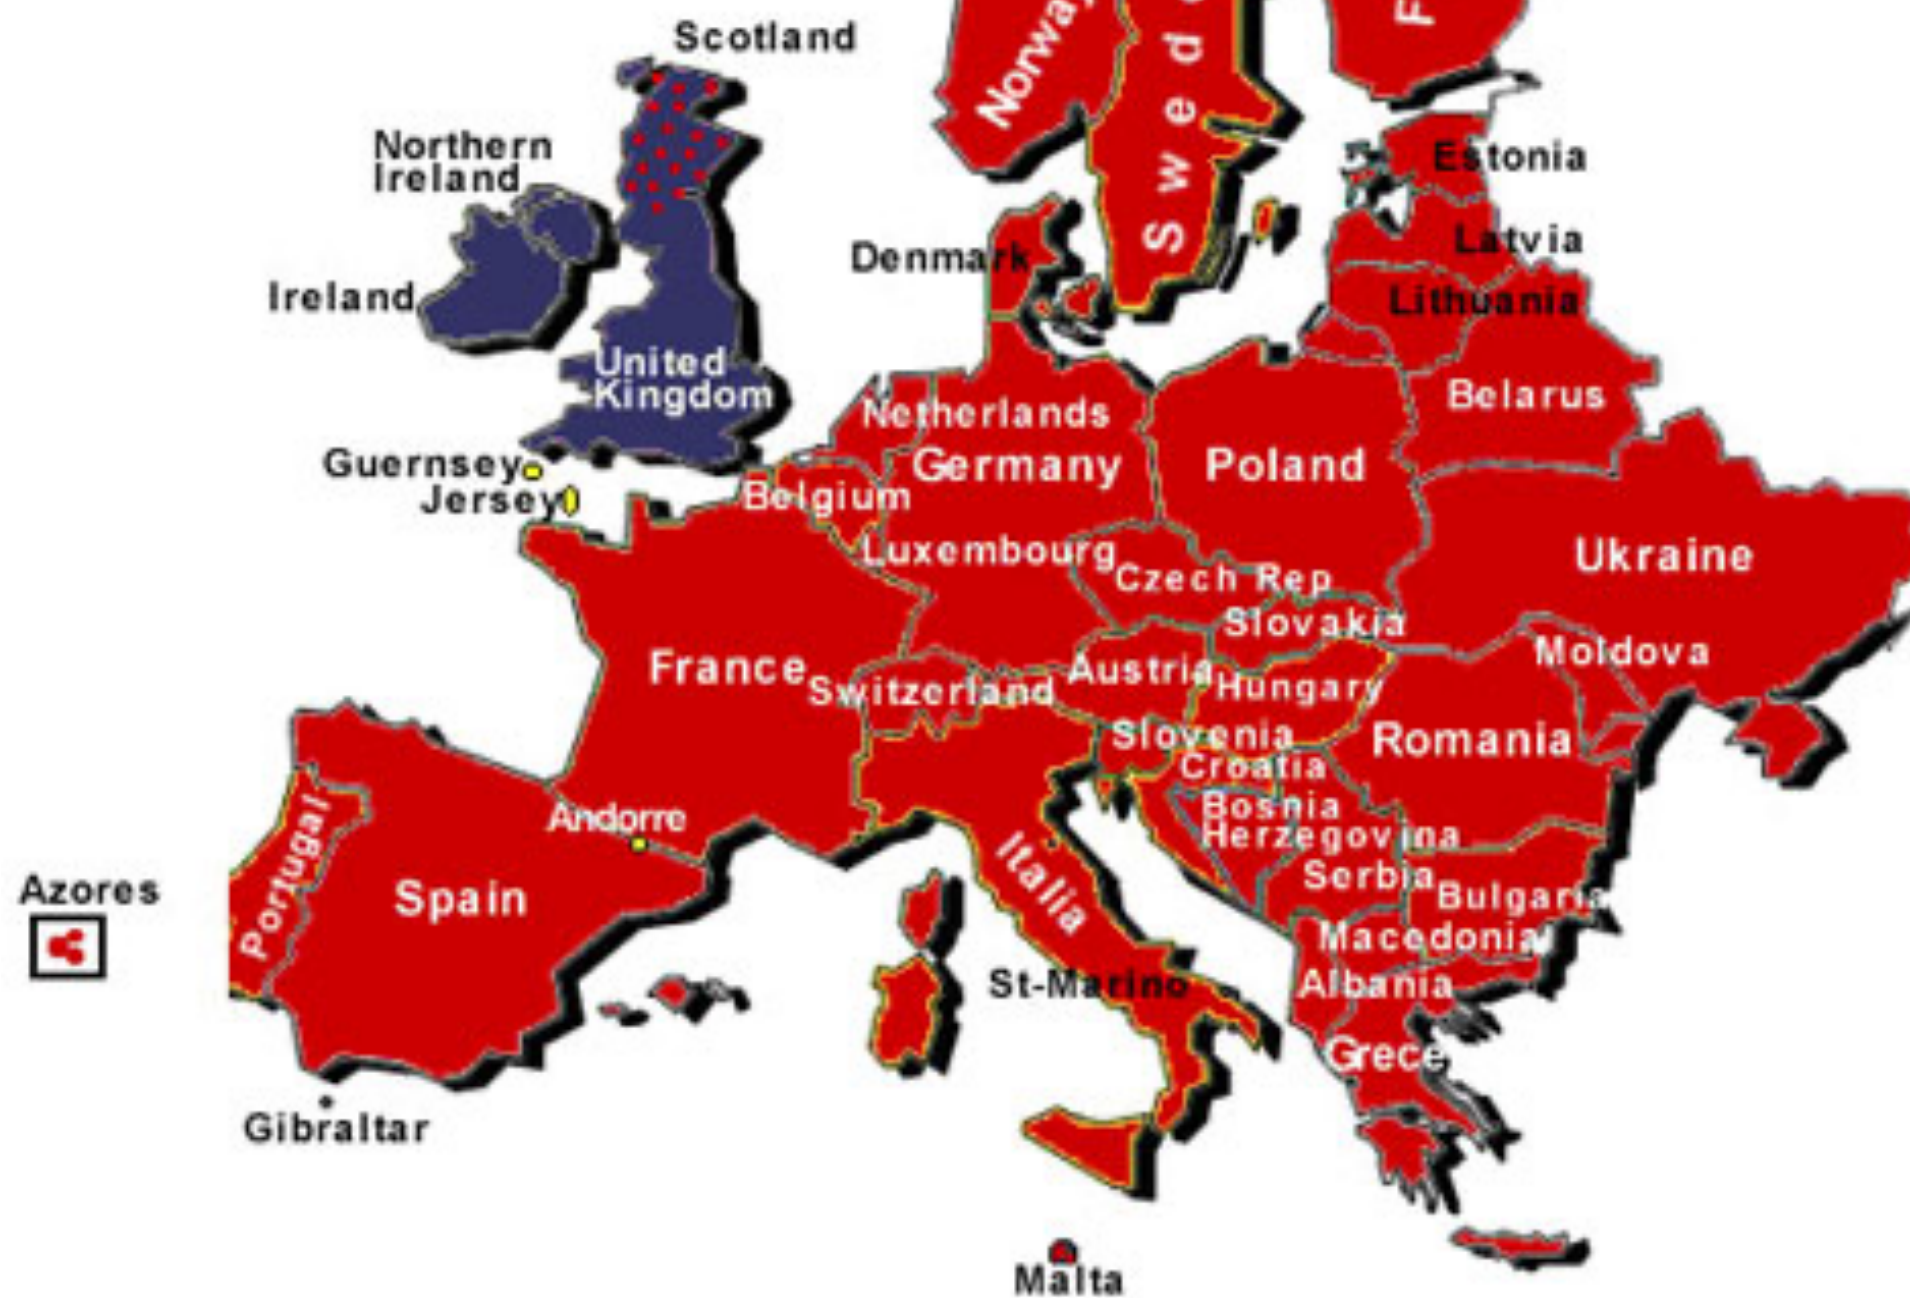 Scotland
Norway
Swed
F
Northern
Ireland
Estonia
Latvia
Denmark
Ireland
Lithuania
United
Kingdom
Belarus
Netherlands
Guernsey
Germany
Poland
Jersey
Belgium
Luxembourg
Czech Rep
Ukraine
Slovakia
Moldova
France
Austria
Switzerland
Hungary
Slovenia
Romania
Croatia
Bosnia
Herzegovina
Andorre
Portugal
Italia
Serbia
Azores
Spain
Bulgaria
Macedonia
St-Marino
Albania
Grece
Gibraltar
Malta